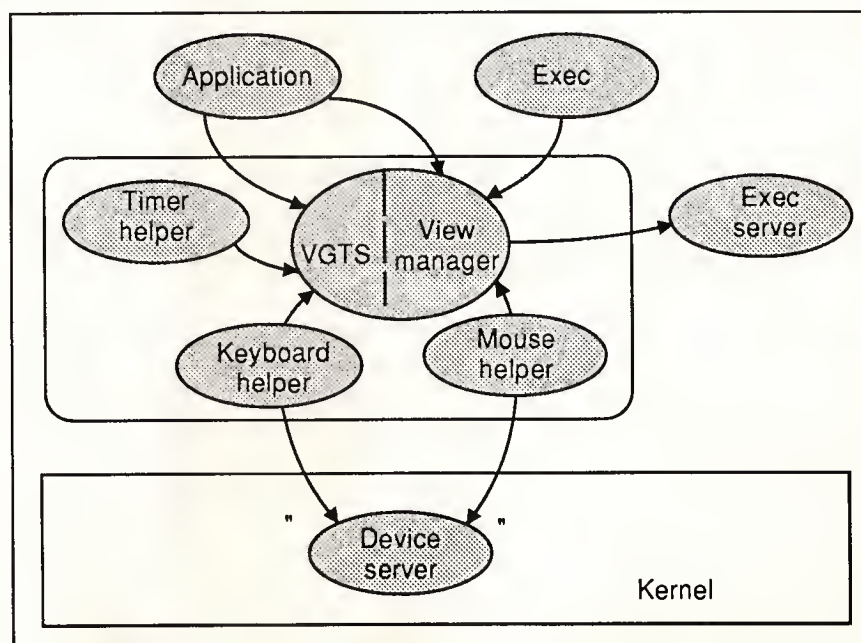 Application
Exec
Timer
helper
VGTS
View
manager
Exec
server
Keyboard
helper
Mouse
helper
"
"
Device
server
Kernel